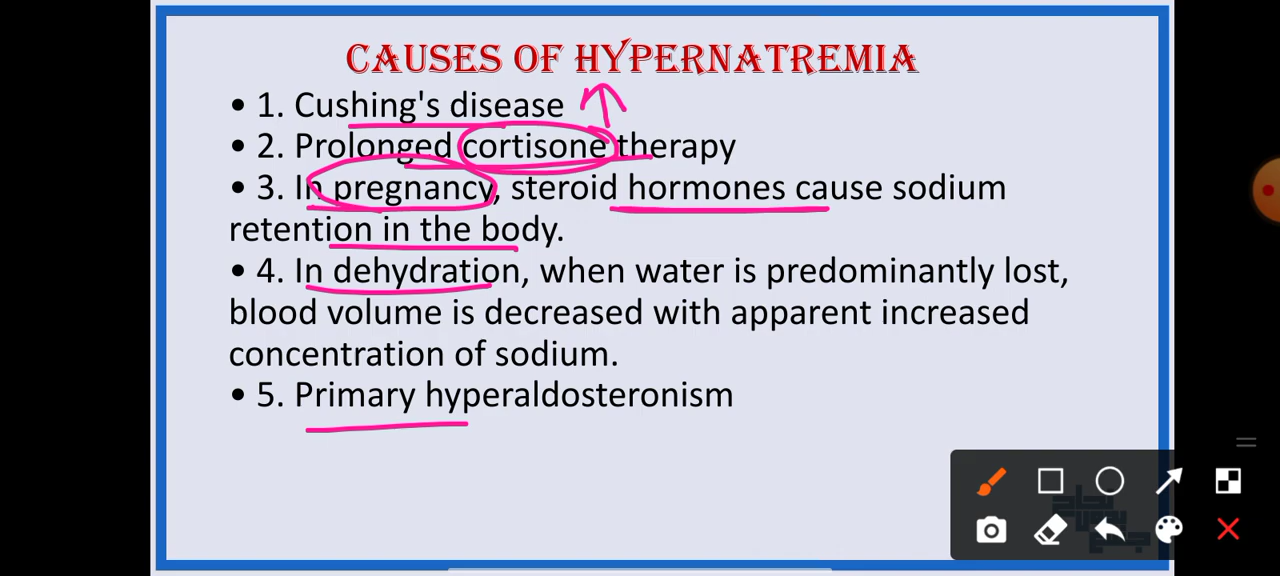 CAUSES OF HYPERNATREMIA
• 1. Cushing's disease
• 2. Prolonged cortisone therapy
• 3. In pregnancy, steroid hormones cause sodium
retention in the body.
• 4. In dehydration, when water is predominantly lost,
blood volume is decreased with apparent increased
concentration of sodium.
• 5. Primary hyperaldosteronism